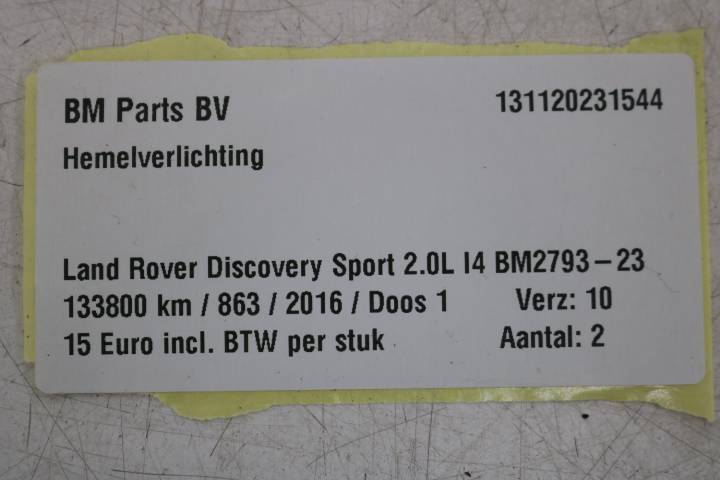 BM Parts BV 131120231544
Hemelverlichting
Land Rover Discovery Sport 2.0L I4 BM2793-23
133800 km / 863 / 2016 / Doos 1 Verz: 10
15 Euro incl. BTW per stuk Aantal: 2